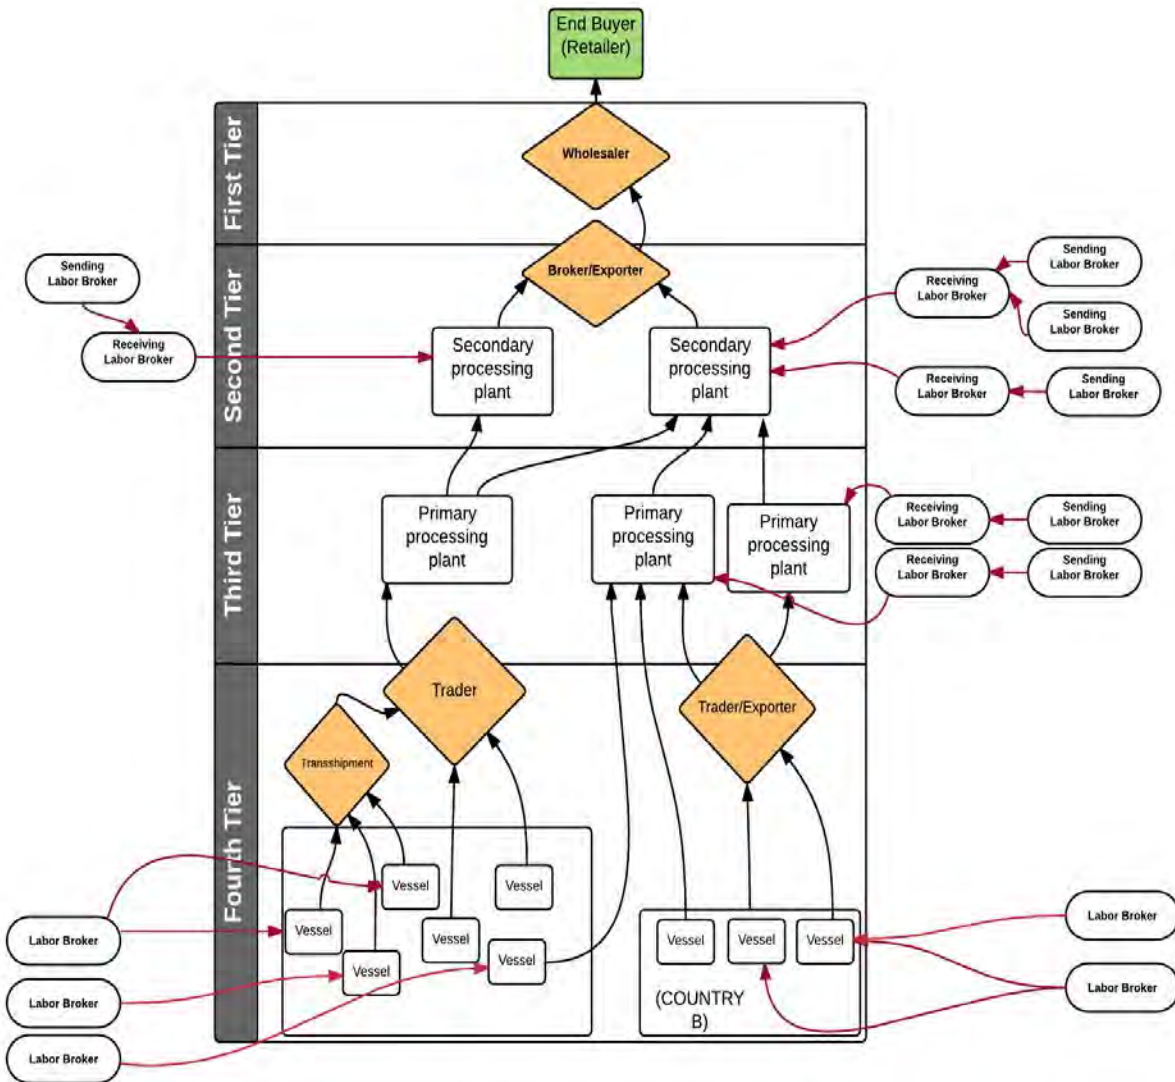 End Buyer
(Retailer)
First Tier
Wholesaler
Second Tier
Broker/Exporter
Sending
Labor Broker
Receiving
Labor Broker
Secondary
processing
plant
Secondary
processing
plant
Receiving
Labor Broker
Sending
Labor Broker
Sending
Labor Broker
Receiving
Labor Broker
Sending
Labor Broker
Third Tier
Primary
processing
plant
Primary
processing
plant
Primary
processing
plant
Receiving
Labor Broker
Sending
Labor Broker
Receiving
Labor Broker
Sending
Labor Broker
Fourth Tier
Trader
Trader/Exporter
Transshipment
Vessel
Vessel
Vessel
Vessel
Vessel
Vessel
Vessel
Vessel
Vessel
(COUNTRY
B)
Labor Broker
Labor Broker
Labor Broker
Labor Broker
Labor Broker